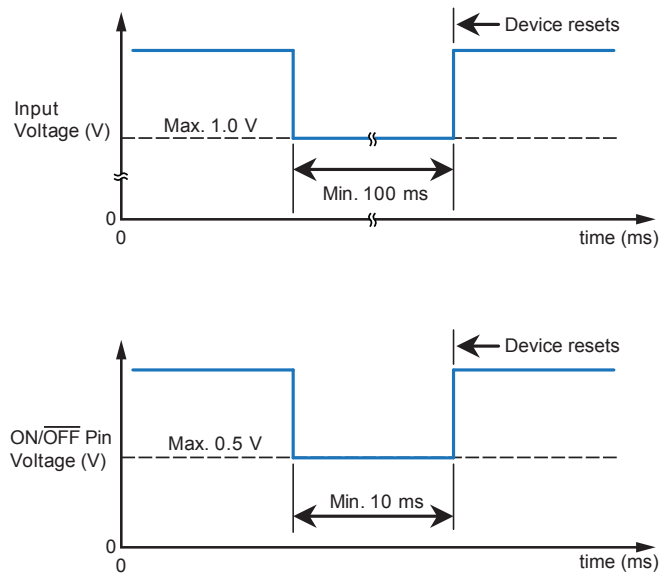 Device resets
Input
Voltage (V)
Max. 1.0 V
Min. 100 ms
0
0
time (ms)
Device resets
ON/OFF Pin
Voltage (V)
Max. 0.5 V
Min. 10 ms
0
0
time (ms)